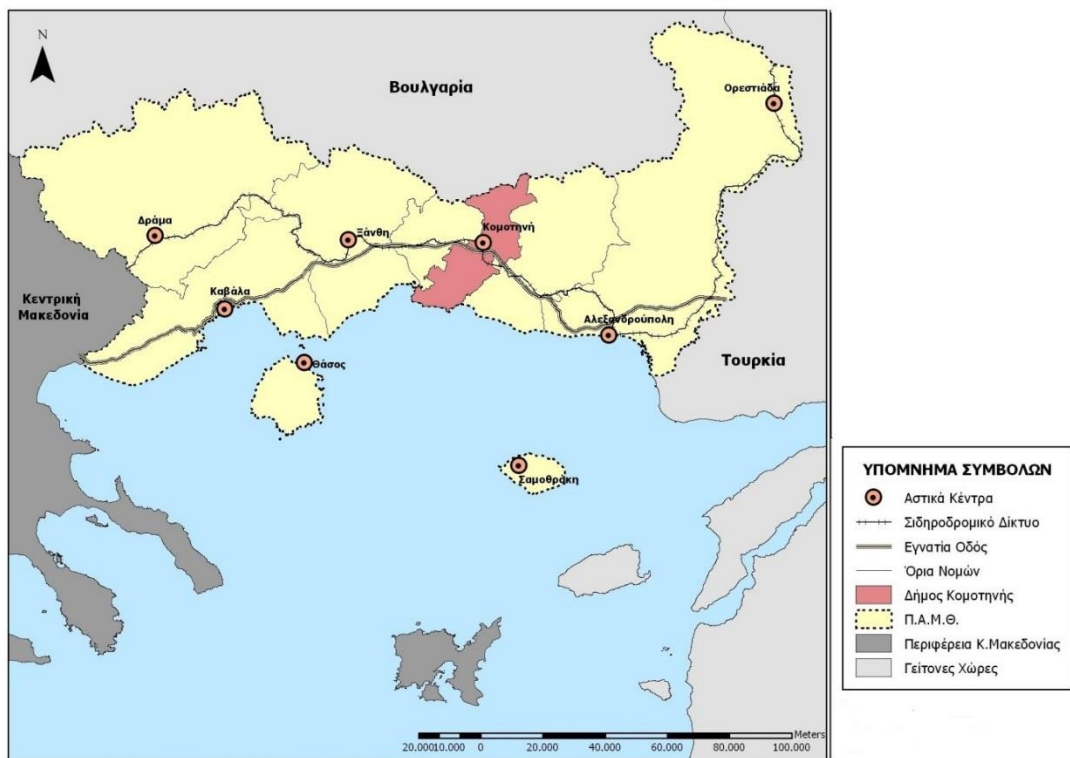 N
Βουλγαρία
Ορεστιάδα
Δράμα
Ξάνθη
Κομοτηνή
Κεντρική
Μακεδονία
Καβάλα
Αλεξανδρούπολη
Τουρκία
Θάσος
Σαμοθράκη
ΥΠΟΜΝΗΜΑ ΣΥΜΒΟΛΩΝ
Αστικά Κέντρα
Σιδηροδρομικό Δίκτυο
Εγνατία Οδός
Όρια Νομών
Δήμος Κομοτηνής
Π.Α.Μ.Θ.
Περιφέρεια Κ.Μακεδονίας
Γείτονες Χώρες
Meters
20.000 10.000 0 20.000 40.000 60.000 80.000 100.000